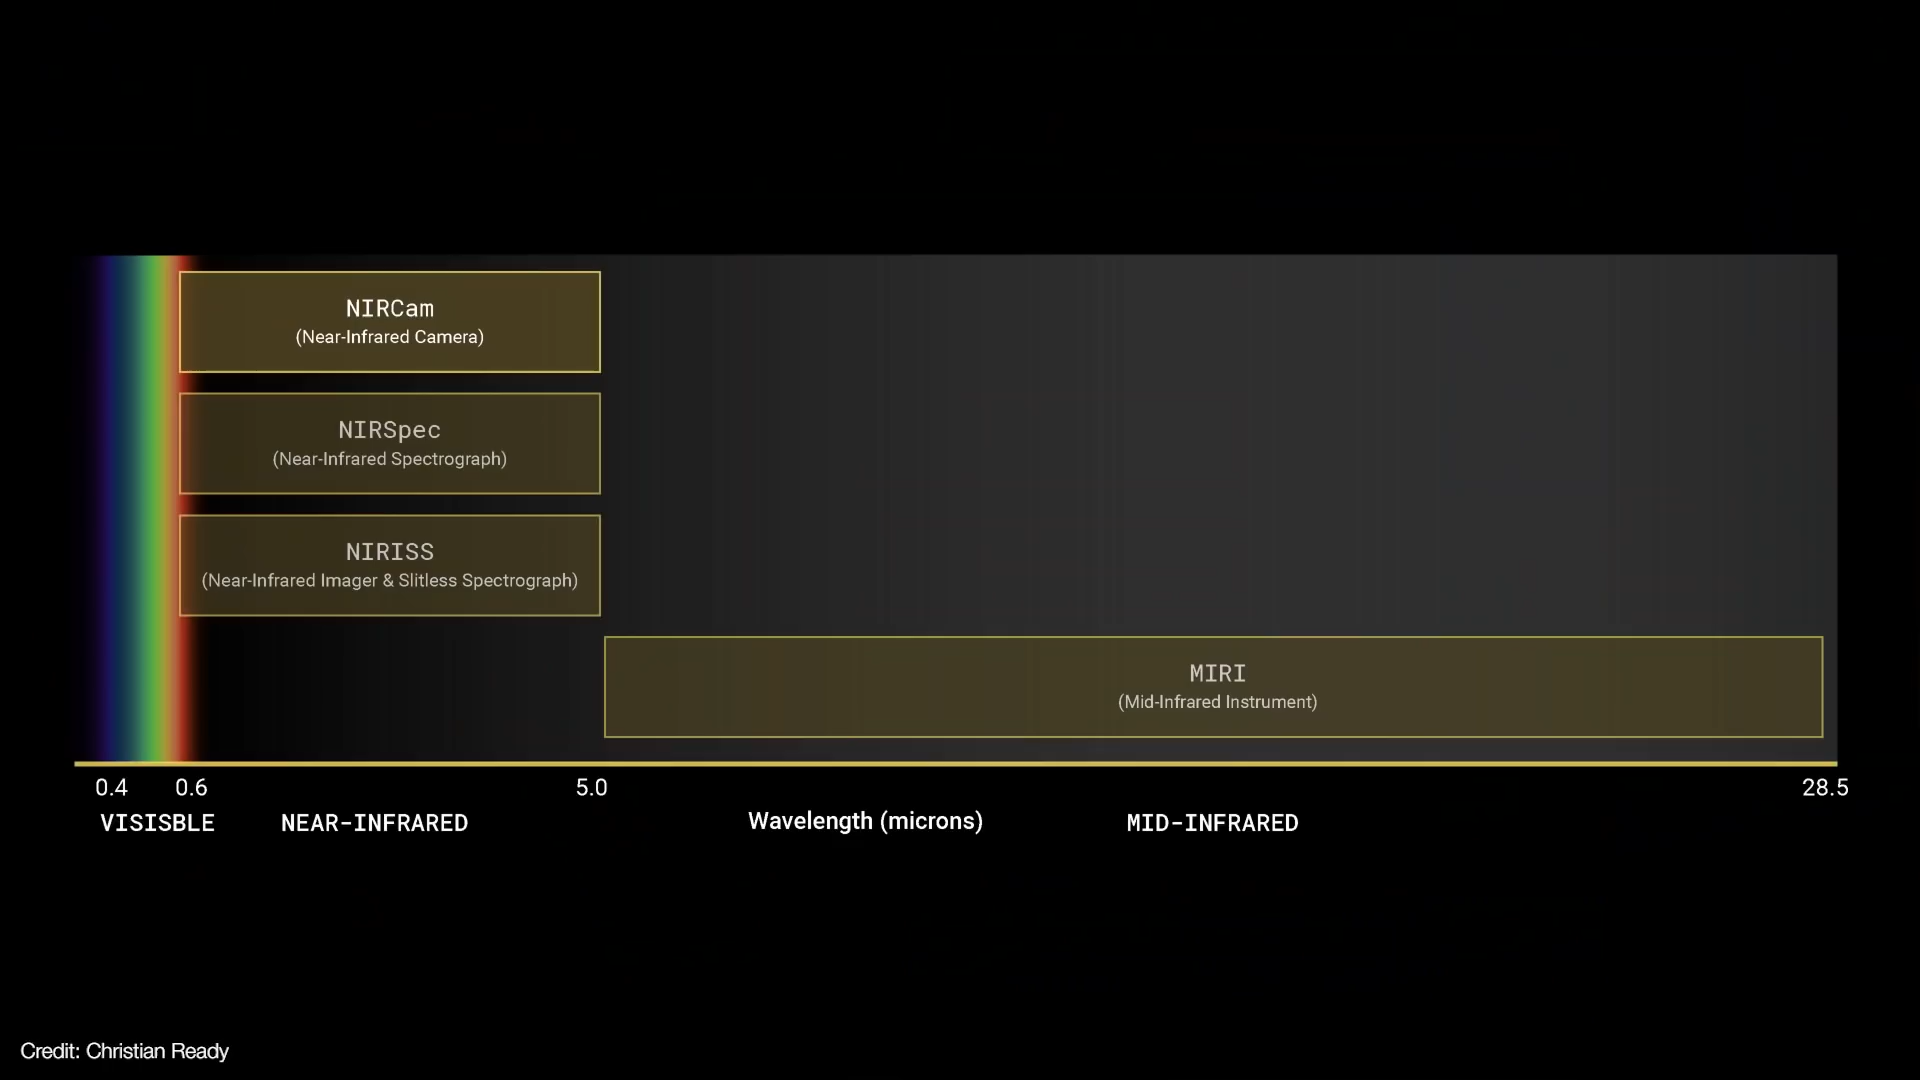 NIRCam
(Near-Infrared Camera)
NIRSpec
(Near-Infrared Spectrograph)
NIRISS
(Near-Infrared Imager & Slitless Spectrograph)
MIRI
(Mid-Infrared Instrument)
0.4 0.6 5.0 28.5
VISISBLE NEAR-INFRARED Wavelength (microns) MID-INFRARED
Credit: Christian Ready